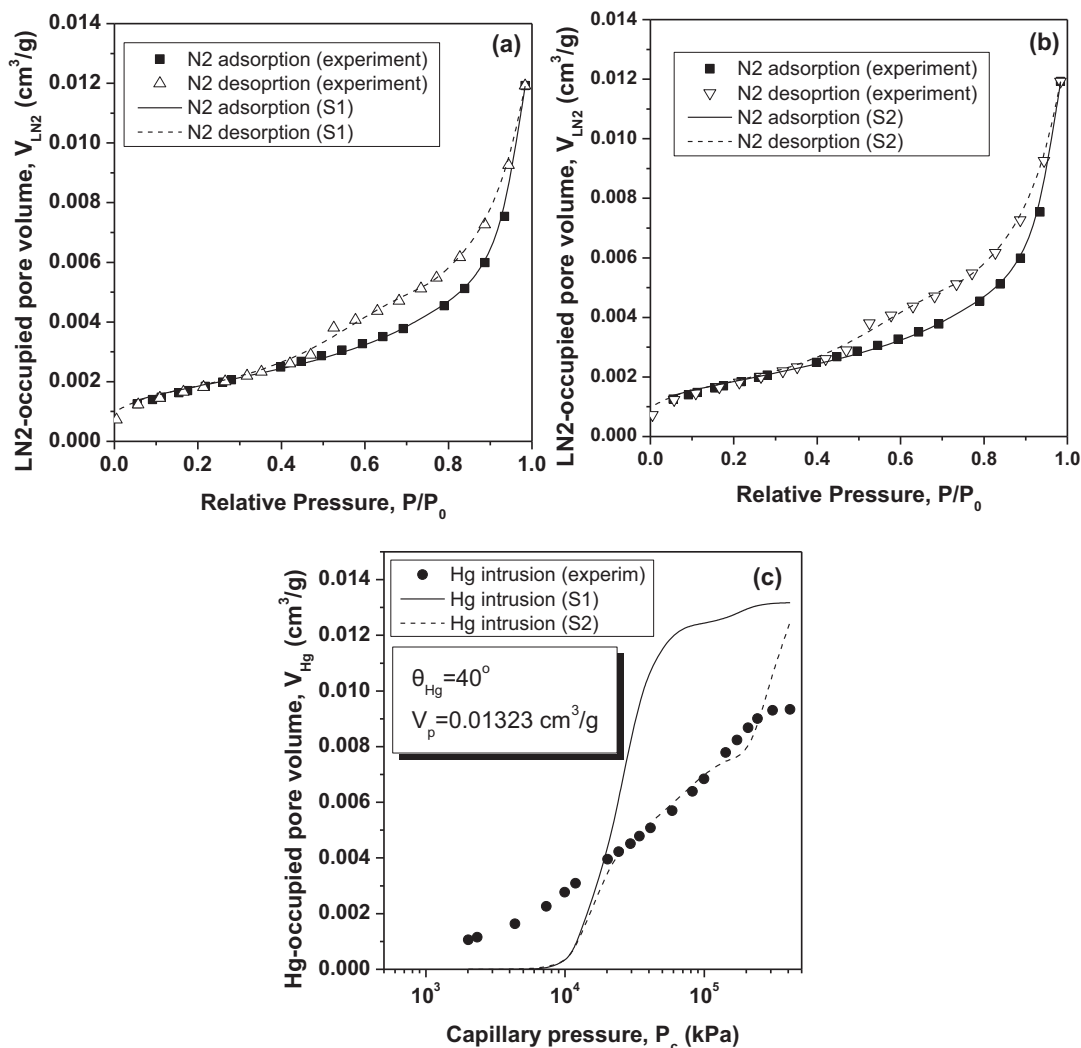 (a)
N2 adsorption (experiment)
N2 desoprtion (experiment)
N2 adsorption (S1)
N2 desorption (S1)
LN2-occupied pore volume, V_LN2 (cm³/g)
0.014
0.012
0.010
0.008
0.006
0.004
0.002
0.000
0.0 0.2 0.4 0.6 0.8 1.0
Relative Pressure, P/P₀
(b)
N2 adsorption (experiment)
N2 desoprtion (experiment)
N2 adsorption (S2)
N2 desorption (S2)
LN2-occupied pore volume, V_LN2 (cm³/g)
0.014
0.012
0.010
0.008
0.006
0.004
0.002
0.000
0.0 0.2 0.4 0.6 0.8 1.0
Relative Pressure, P/P₀
(c)
Hg intrusion (experim)
Hg intrusion (S1)
Hg intrusion (S2)
θ_Hg=40°
V_p=0.01323 cm³/g
Hg-occupied pore volume, V_Hg (cm³/g)
0.014
0.012
0.010
0.008
0.006
0.004
0.002
0.000
10³ 10⁴ 10⁵
Capillary pressure, P_c (kPa)